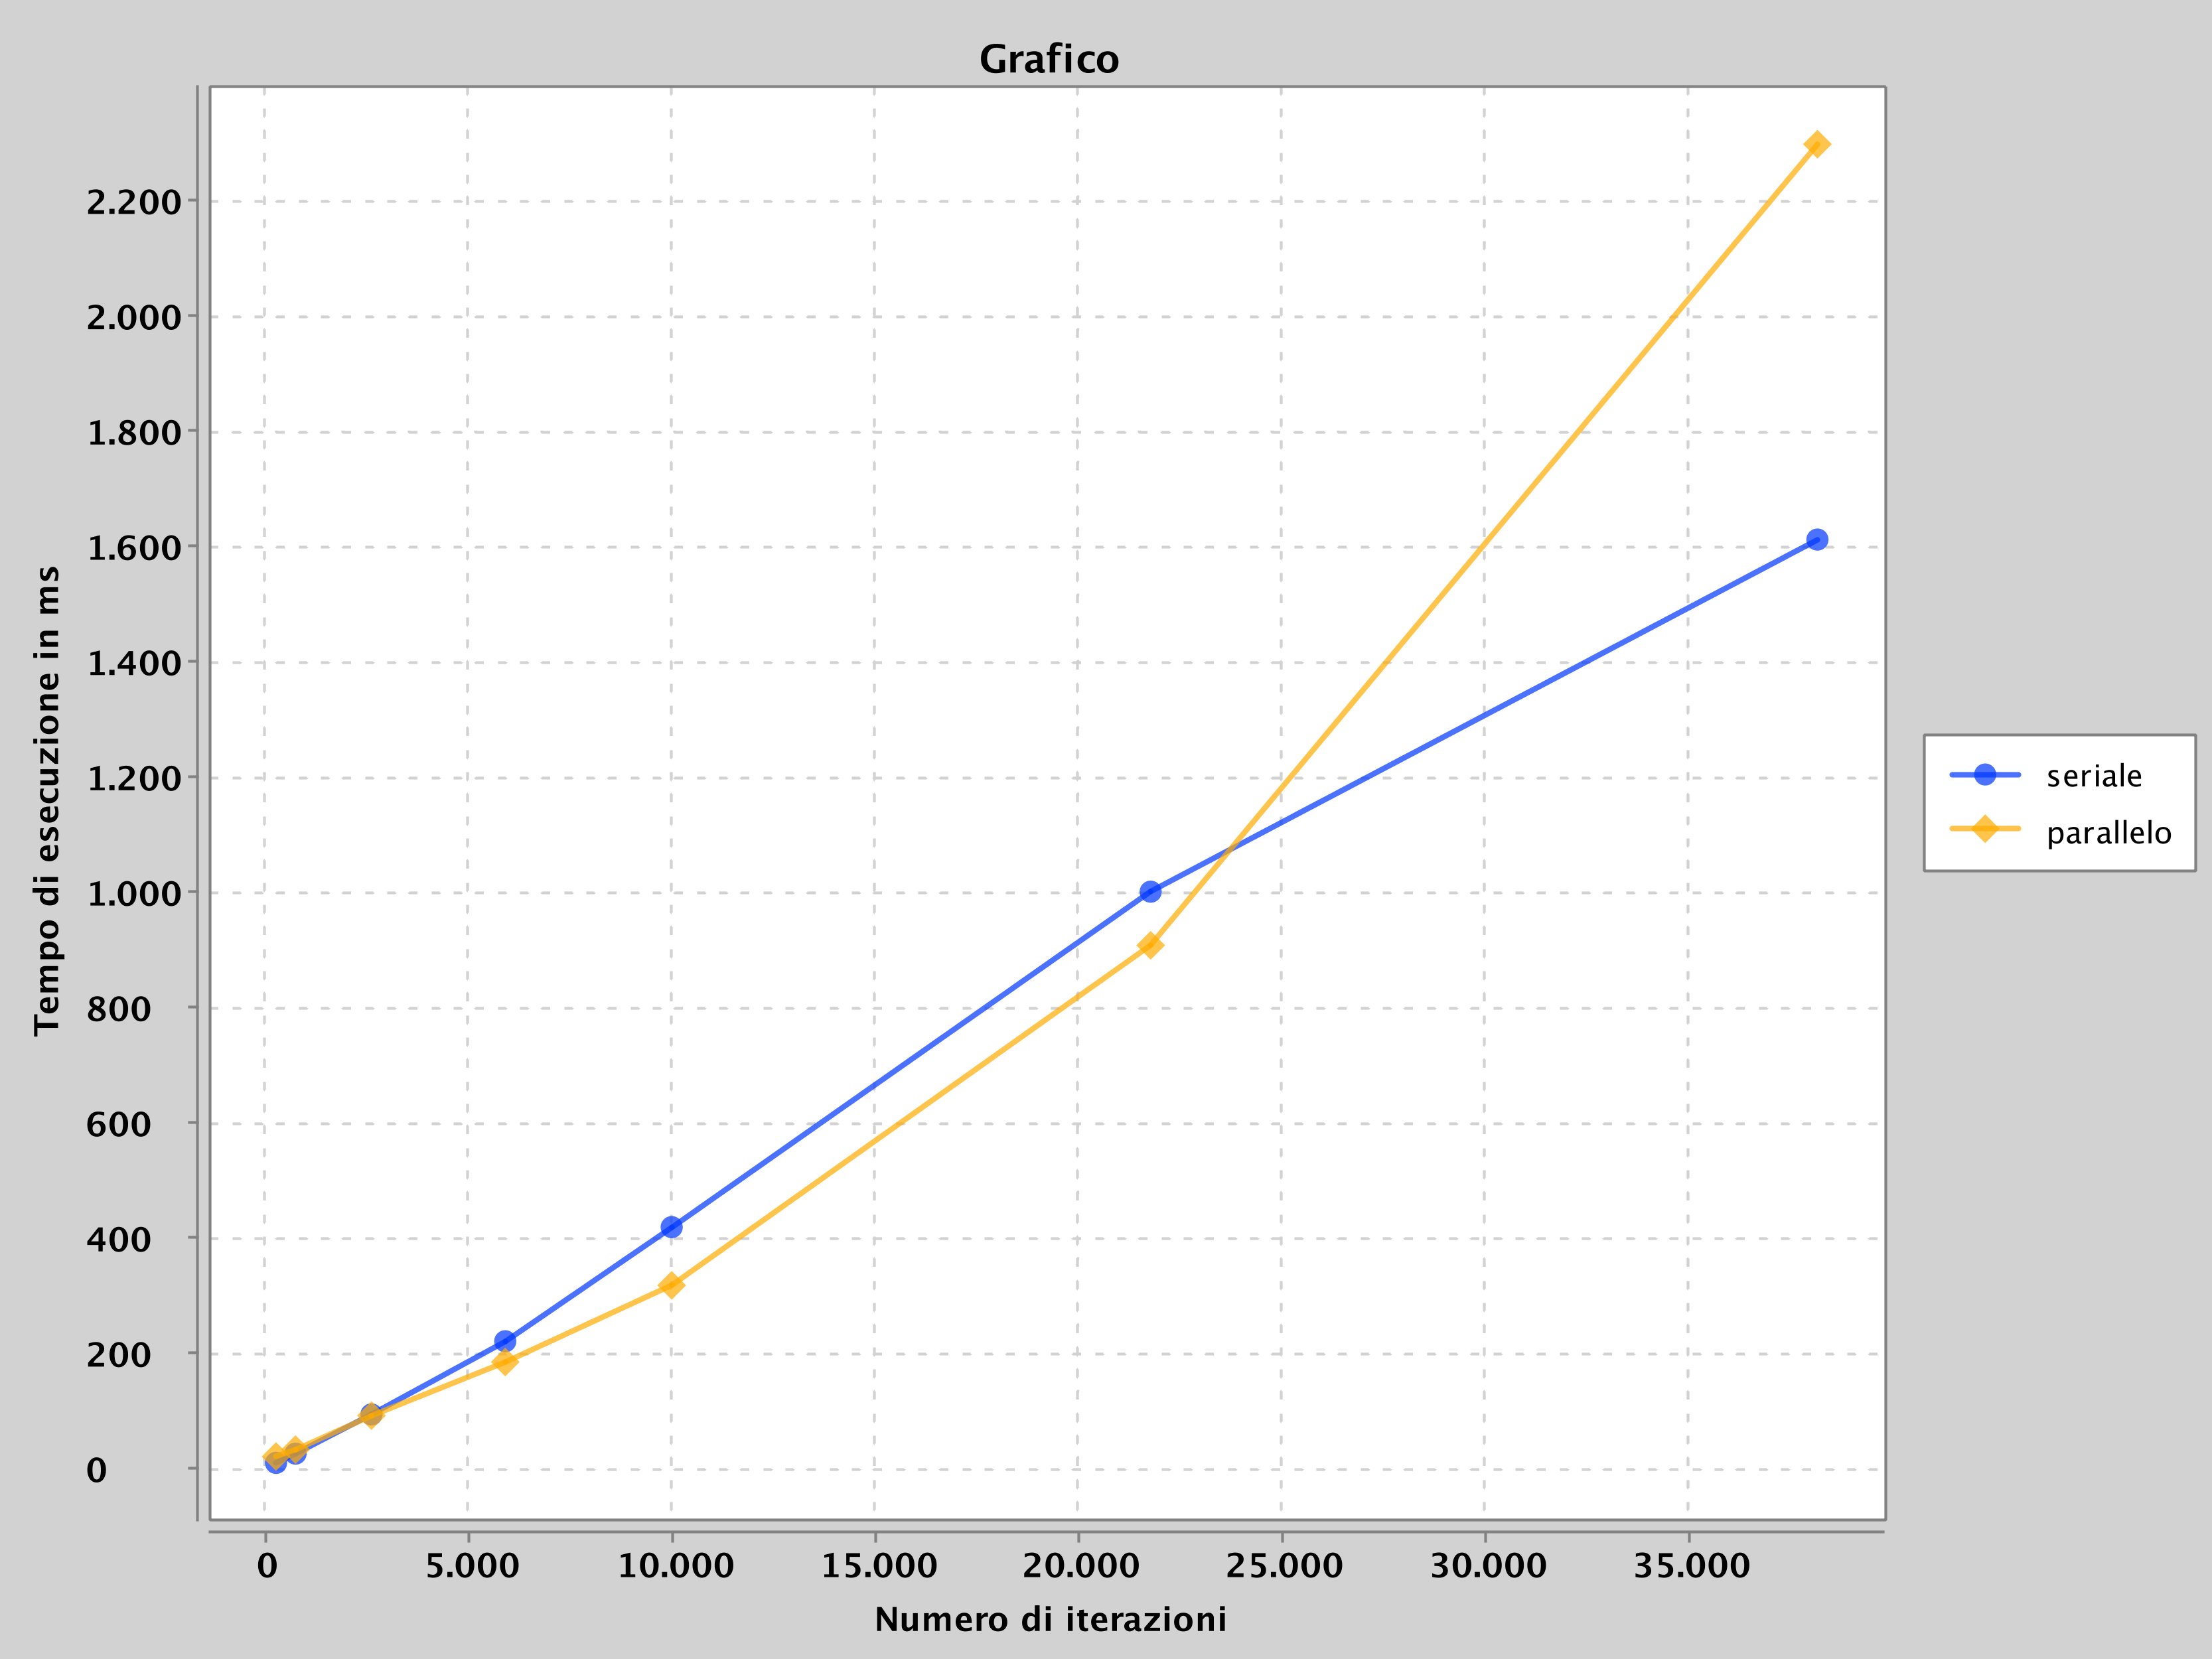 Grafico
Tempo di esecuzione in ms
2.200
2.000
1.800
1.600
1.400
1.200
1.000
800
600
400
200
0
0 5.000 10.000 15.000 20.000 25.000 30.000 35.000
Numero di iterazioni
seriale
parallelo